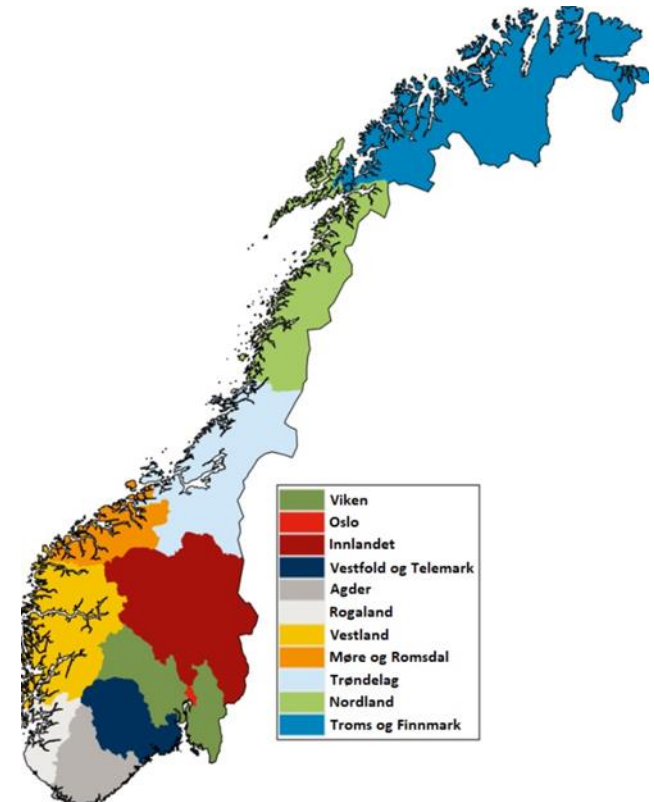 Viken
Oslo
Innlandet
Vestfold og Telemark
Agder
Rogaland
Vestland
Møre og Romsdal
Trøndelag
Nordland
Troms og Finnmark